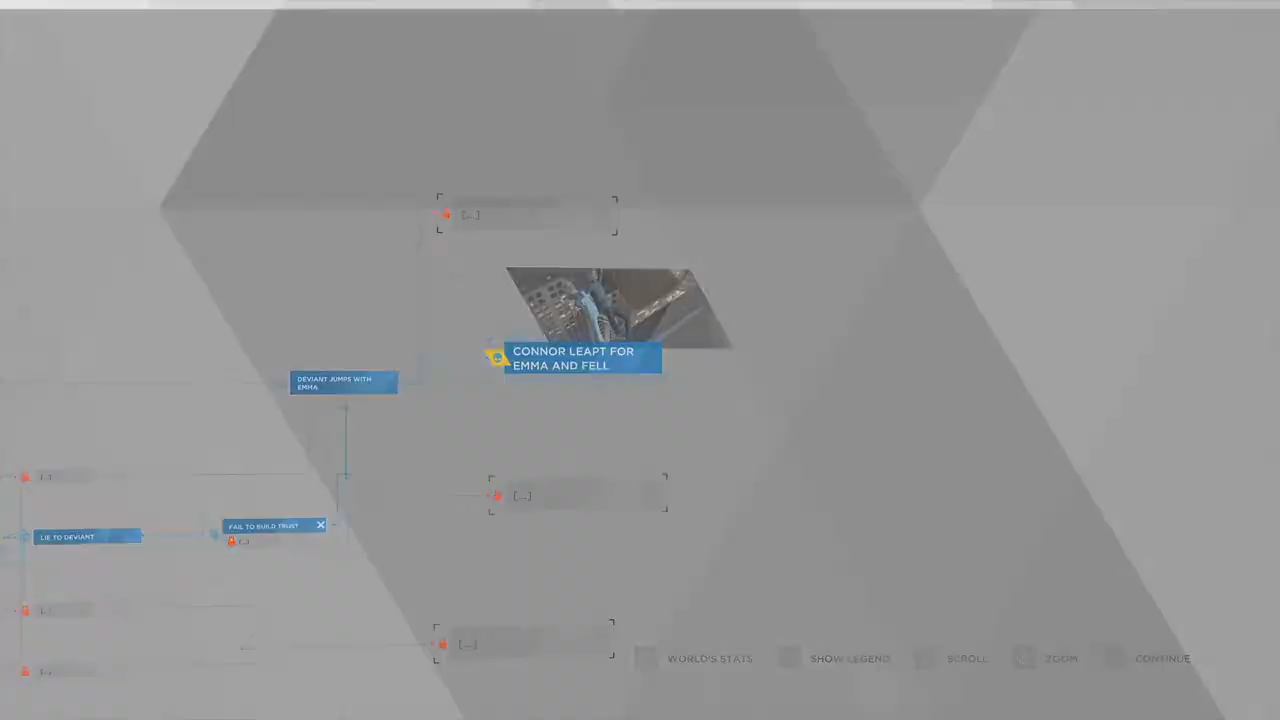 [...]
CONNOR LEAPT FOR
EMMA AND FELL
DEVIANT JUMPS WITH
EMMA
[...]
[...]
LIE TO DEVIANT
FAIL TO BUILD TRUST
[...]
[...]
[...]
[...]
WORLD'S STATS
SHOW LEGEND
SCROLL
ZOOM
CONTINUE